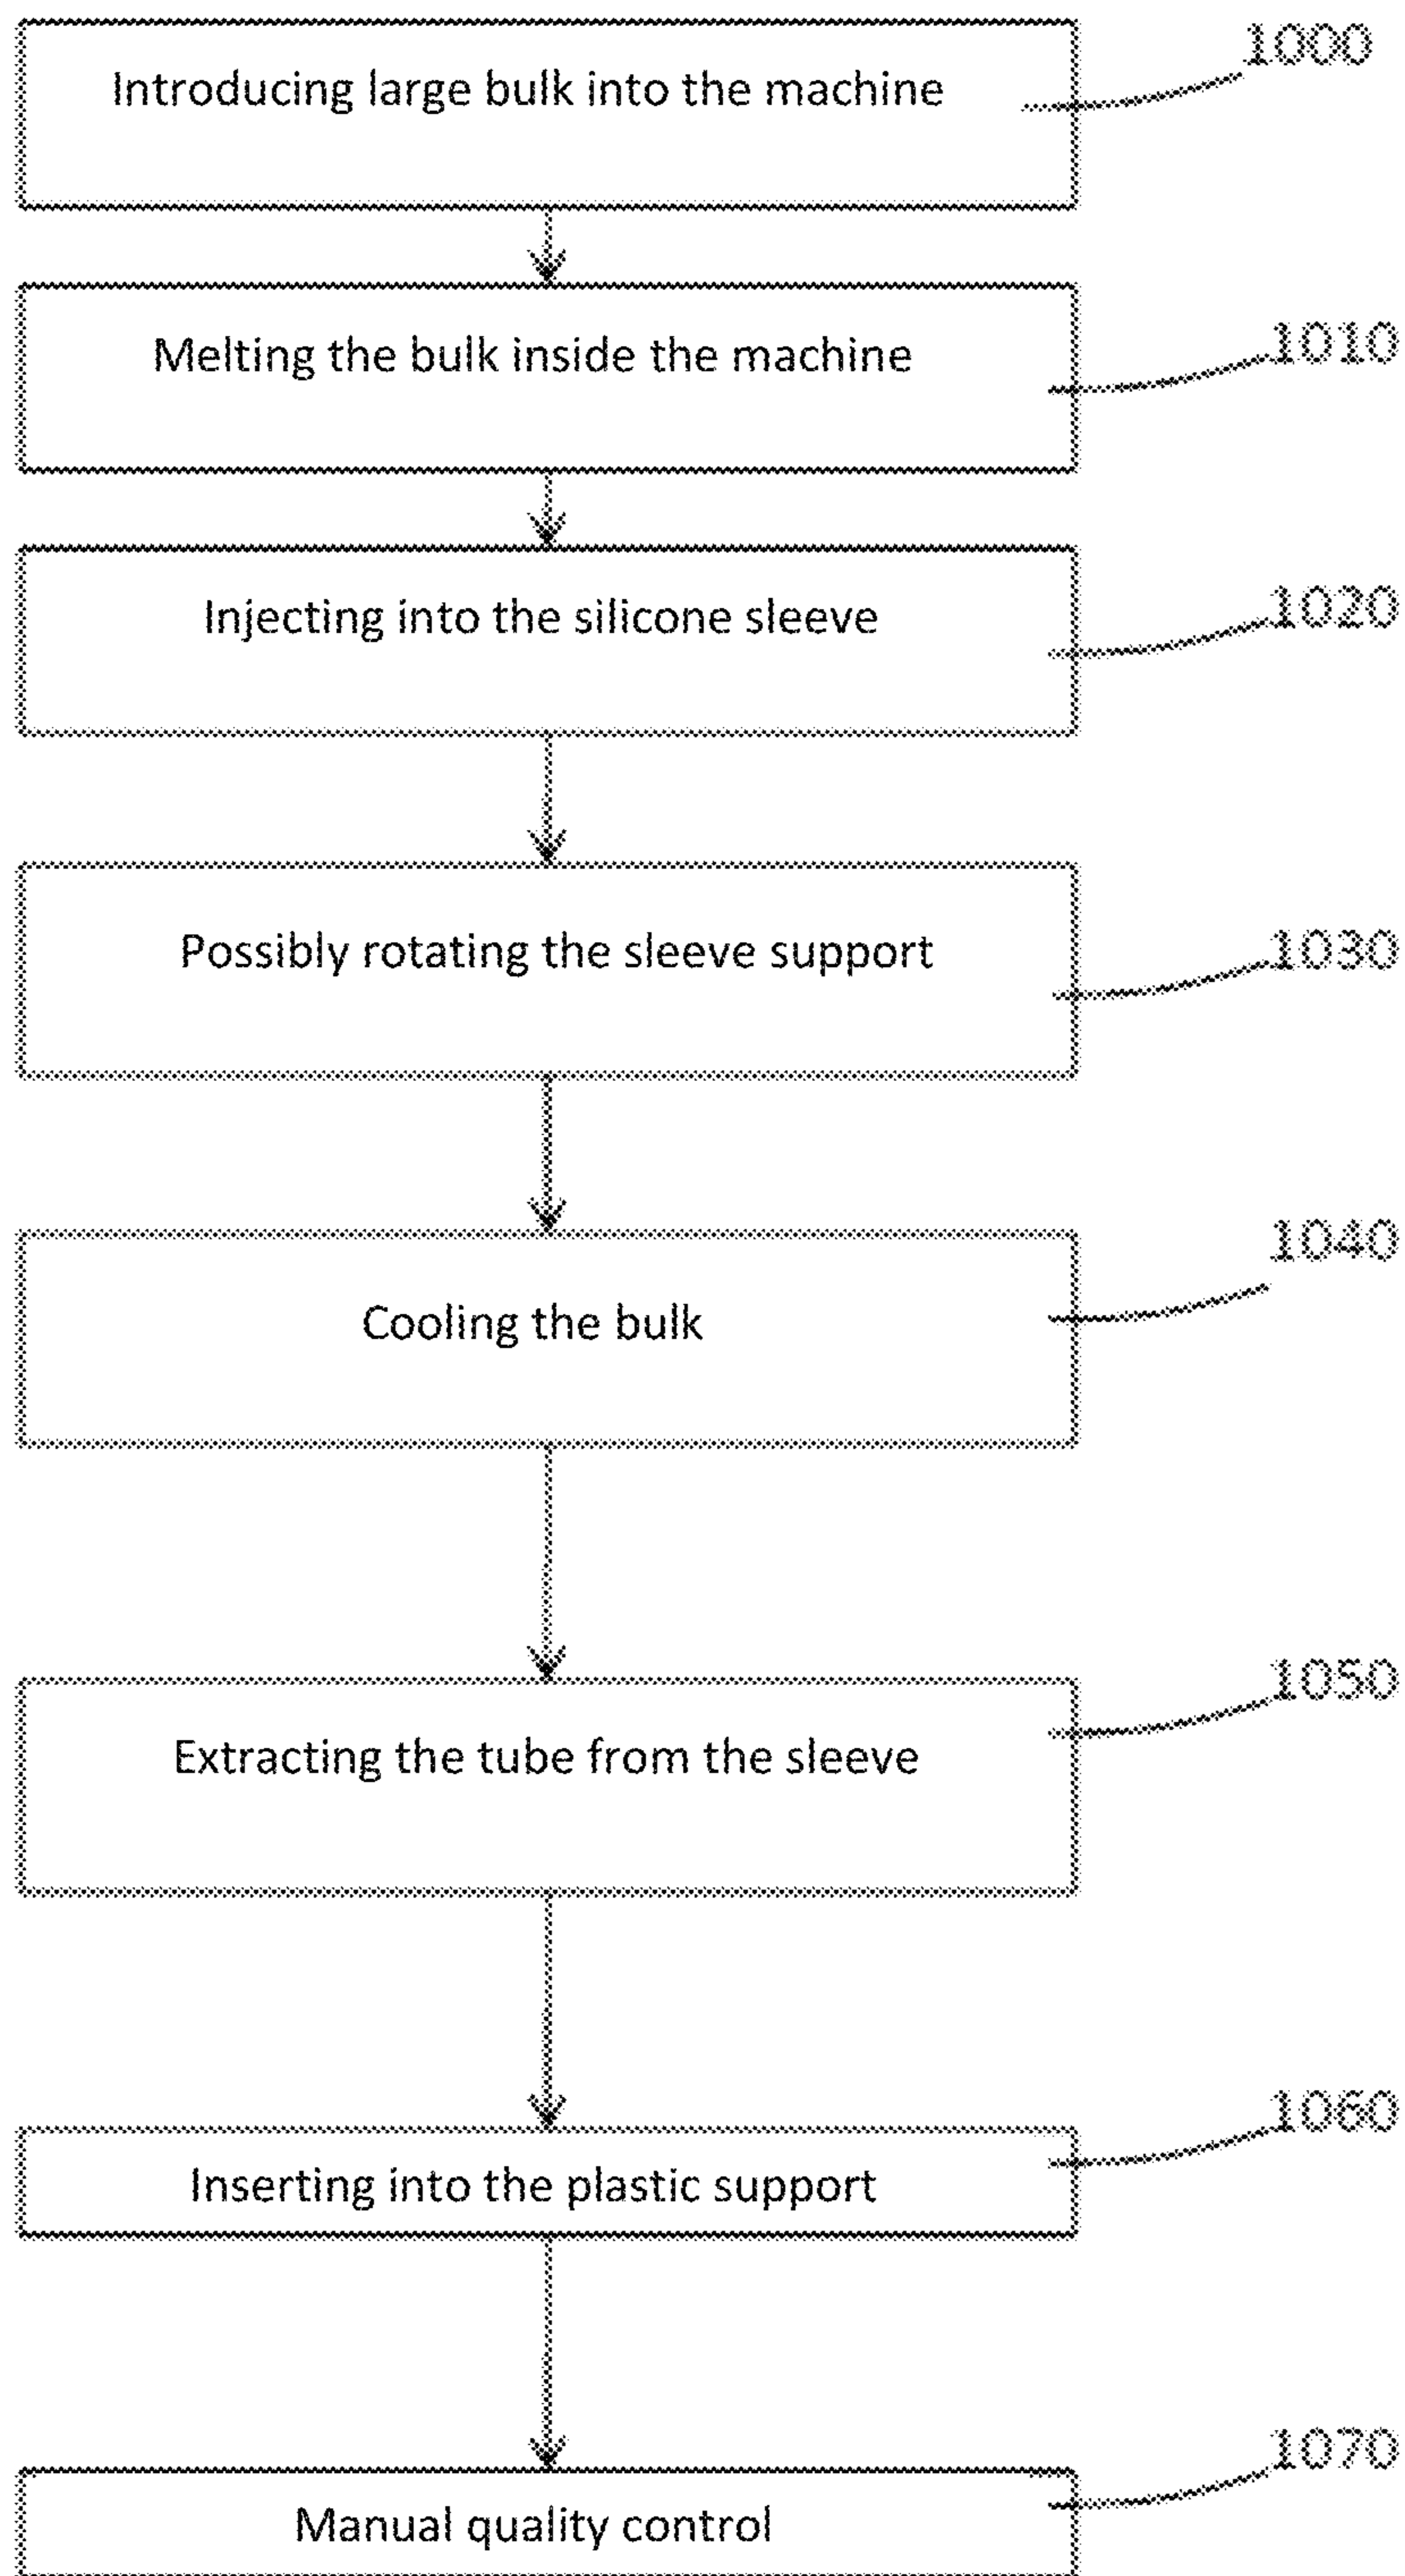 1000
Introducing large bulk into the machine
1010
Melting the bulk inside the machine
1020
Injecting into the silicone sleeve
1030
Possibly rotating the sleeve support
1040
Cooling the bulk
1050
Extracting the tube from the sleeve
1060
Inserting into the plastic support
1070
Manual quality control